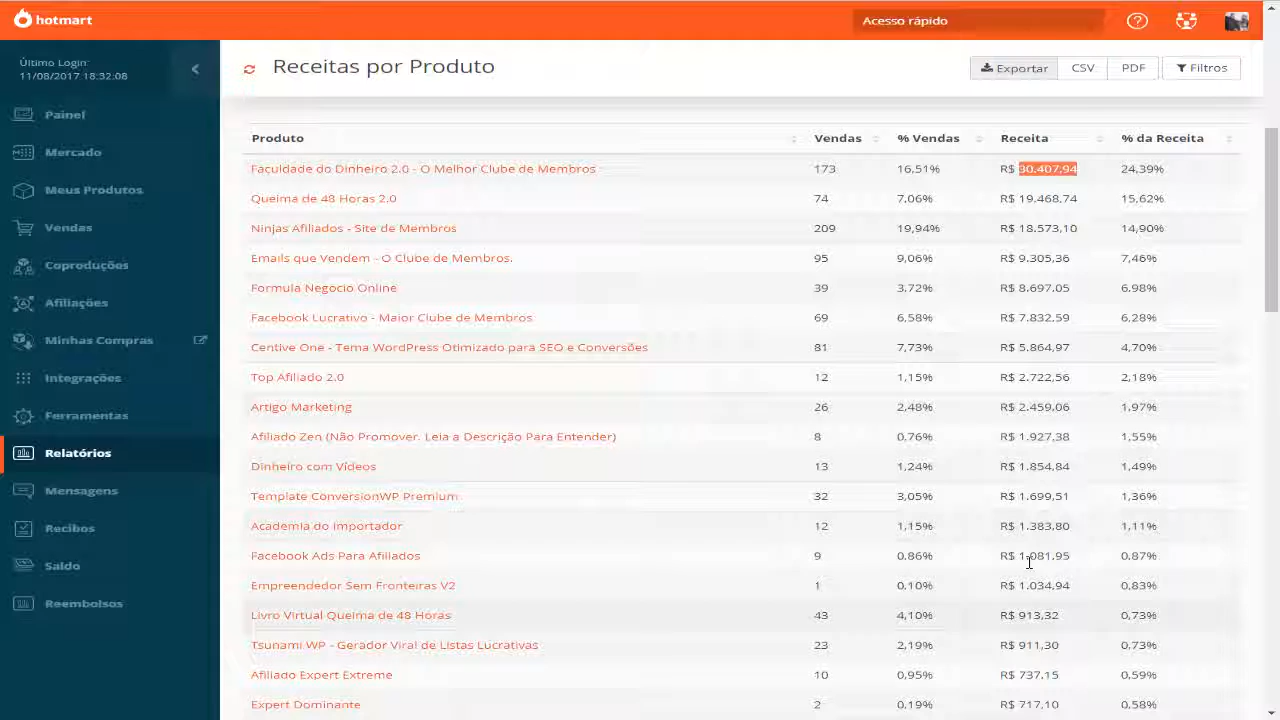 hotmart
Acesso rápido
Último Login:
11/08/2017 18:32:08
Receitas por Produto
Exportar CSV PDF Filtros
Painel
Mercado
Meus Produtos
Vendas
Coproduções
Afiliações
Minhas Compras
Integrações
Ferramentas
Relatórios
Mensagens
Recibos
Saldo
Reembolsos
Produto Vendas % Vendas Receita % da Receita
Faculdade do Dinheiro 2.0 - O Melhor Clube de Membros 173 16,51% R$ 30.407,94 24,39%
Queima de 48 Horas 2.0 74 7,06% R$ 19.468,74 15,62%
Ninjas Afiliados - Site de Membros 209 19,94% R$ 18.573,10 14,90%
Emails que Vendem - O Clube de Membros. 95 9,06% R$ 9.305,36 7,46%
Formula Negocio Online 39 3,72% R$ 8.697,05 6,98%
Facebook Lucrativo - Maior Clube de Membros 69 6,58% R$ 7.832,59 6,28%
Centive One - Tema WordPress Otimizado para SEO e Conversões 81 7,73% R$ 5.864,97 4,70%
Top Afiliado 2.0 12 1,15% R$ 2.722,56 2,18%
Artigo Marketing 26 2,48% R$ 2.459,06 1,97%
Afiliado Zen (Não Promover. Leia a Descrição Para Entender) 8 0,76% R$ 1.927,38 1,55%
Dinheiro com Vídeos 13 1,24% R$ 1.854,84 1,49%
Template ConversionWP Premium 32 3,05% R$ 1.699,51 1,36%
Academia do Importador 12 1,15% R$ 1.383,80 1,11%
Facebook Ads Para Afiliados 9 0,86% R$ 1.081,95 0,87%
Empreendedor Sem Fronteiras V2 1 0,10% R$ 1.034,94 0,83%
Livro Virtual Queima de 48 Horas 43 4,10% R$ 913,32 0,73%
Tsunami WP - Gerador Viral de Listas Lucrativas 23 2,19% R$ 911,30 0,73%
Afiliado Expert Extreme 10 0,95% R$ 737,15 0,59%
Expert Dominante 2 0,19% R$ 717,10 0,58%